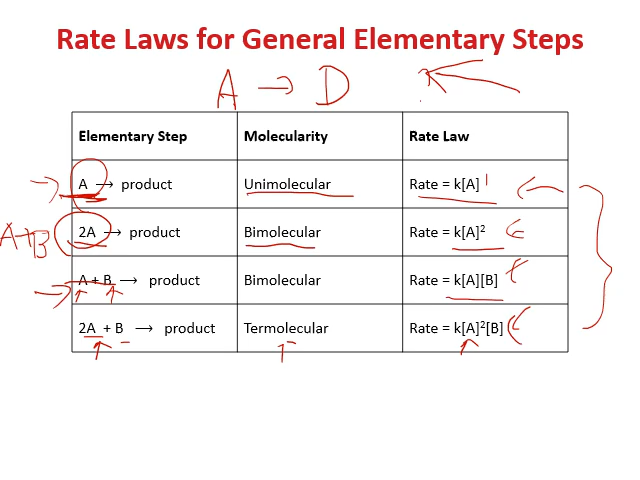 Rate Laws for General Elementary Steps
A → D
Elementary Step Molecularity Rate Law
A → product Unimolecular Rate = k[A] 1
A+B 2A → product Bimolecular Rate = k[A]²
A + B → product Bimolecular Rate = k[A][B]
2A + B → product Termolecular Rate = k[A]²[B]